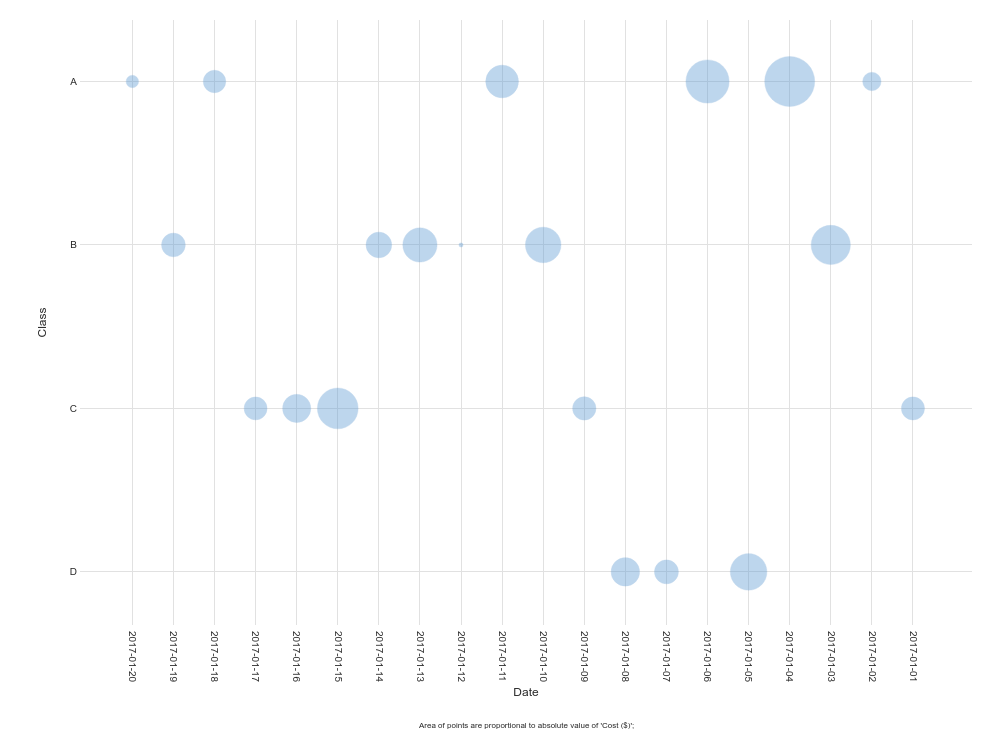 A
B
C
D
Class
2017-01-20
2017-01-19
2017-01-18
2017-01-17
2017-01-16
2017-01-15
2017-01-14
2017-01-13
2017-01-12
2017-01-11
2017-01-10
2017-01-09
2017-01-08
2017-01-07
2017-01-06
2017-01-05
2017-01-04
2017-01-03
2017-01-02
2017-01-01
Date
Area of points are proportional to absolute value of 'Cost ($)';